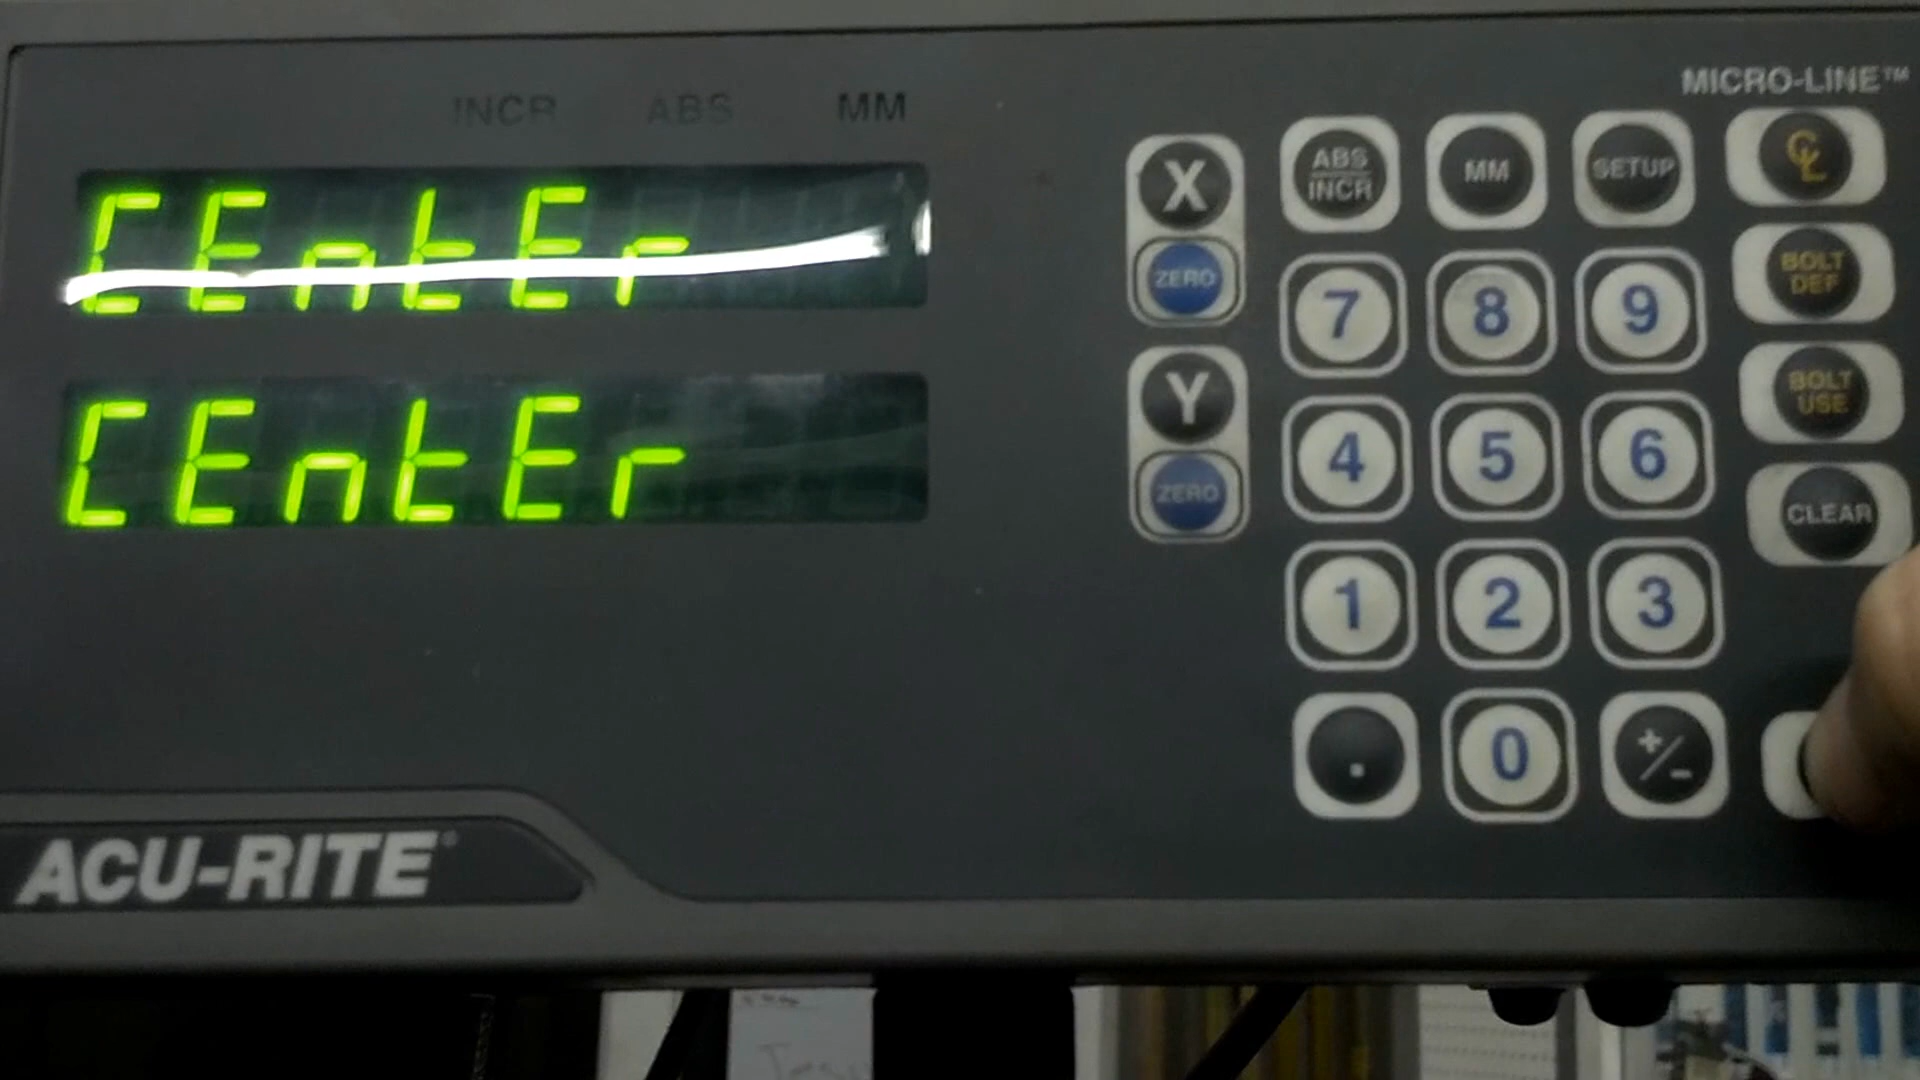 MICRO-LINE™
INCR ABS MM
CEntEr
CEntEr
X
ZERO
Y
ZERO
ABS
INCR
MM
SETUP
CL
7
8
9
BOLT
DEF
4
5
6
BOLT
USE
1
2
3
CLEAR
.
0
+/-
ACU-RITE®